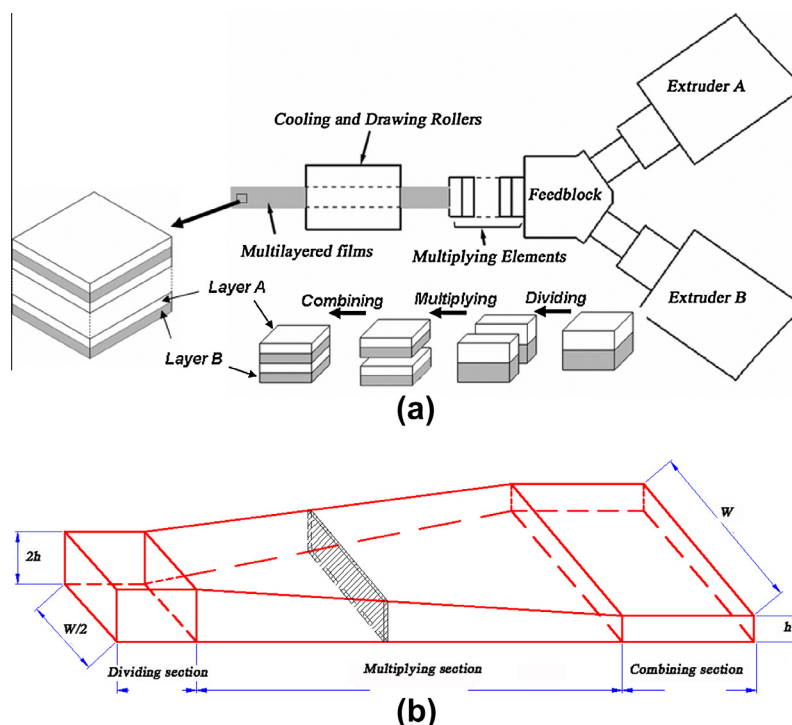 Extruder A
Cooling and Drawing Rollers
Feedblock
Multilayered films
Multiplying Elements
Extruder B
Layer A
Combining
Multiplying
Dividing
Layer B
(a)
2h
W
W/2
h
Dividing section
Multiplying section
Combining section
(b)